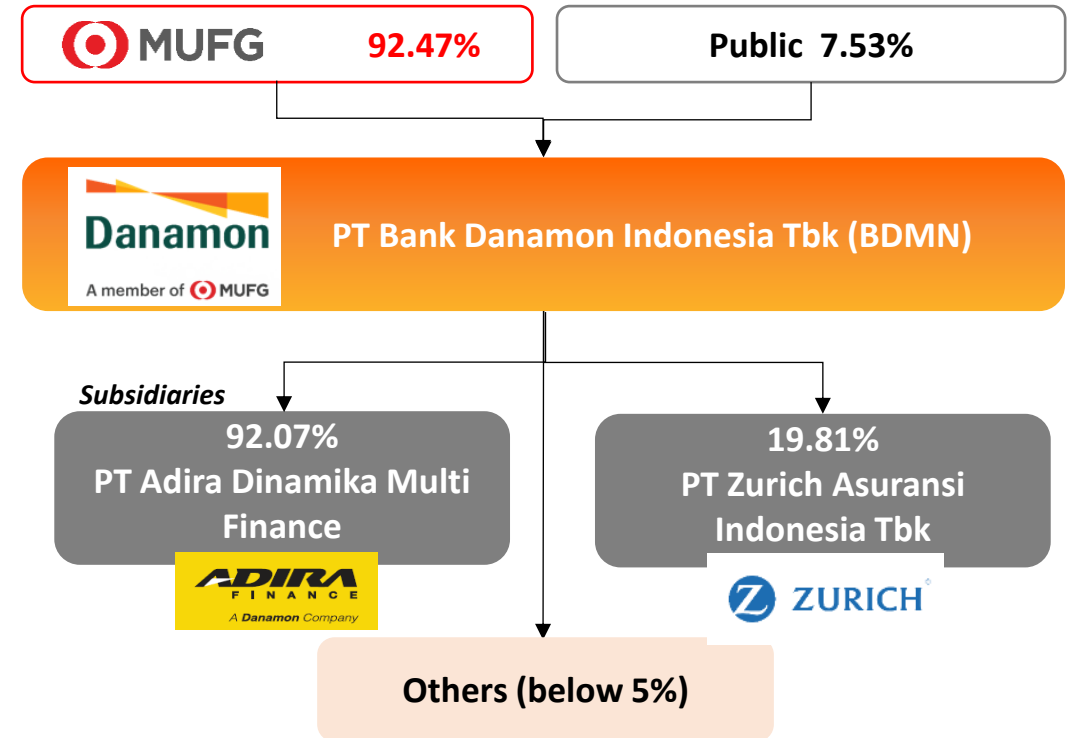 MUFG 92.47%
Public 7.53%
Danamon
A member of MUFG
PT Bank Danamon Indonesia Tbk (BDMN)
Subsidiaries
92.07%
PT Adira Dinamika Multi
Finance
ADIRA
FINANCE
A Danamon Company
19.81%
PT Zurich Asuransi
Indonesia Tbk
Z ZURICH
Others (below 5%)